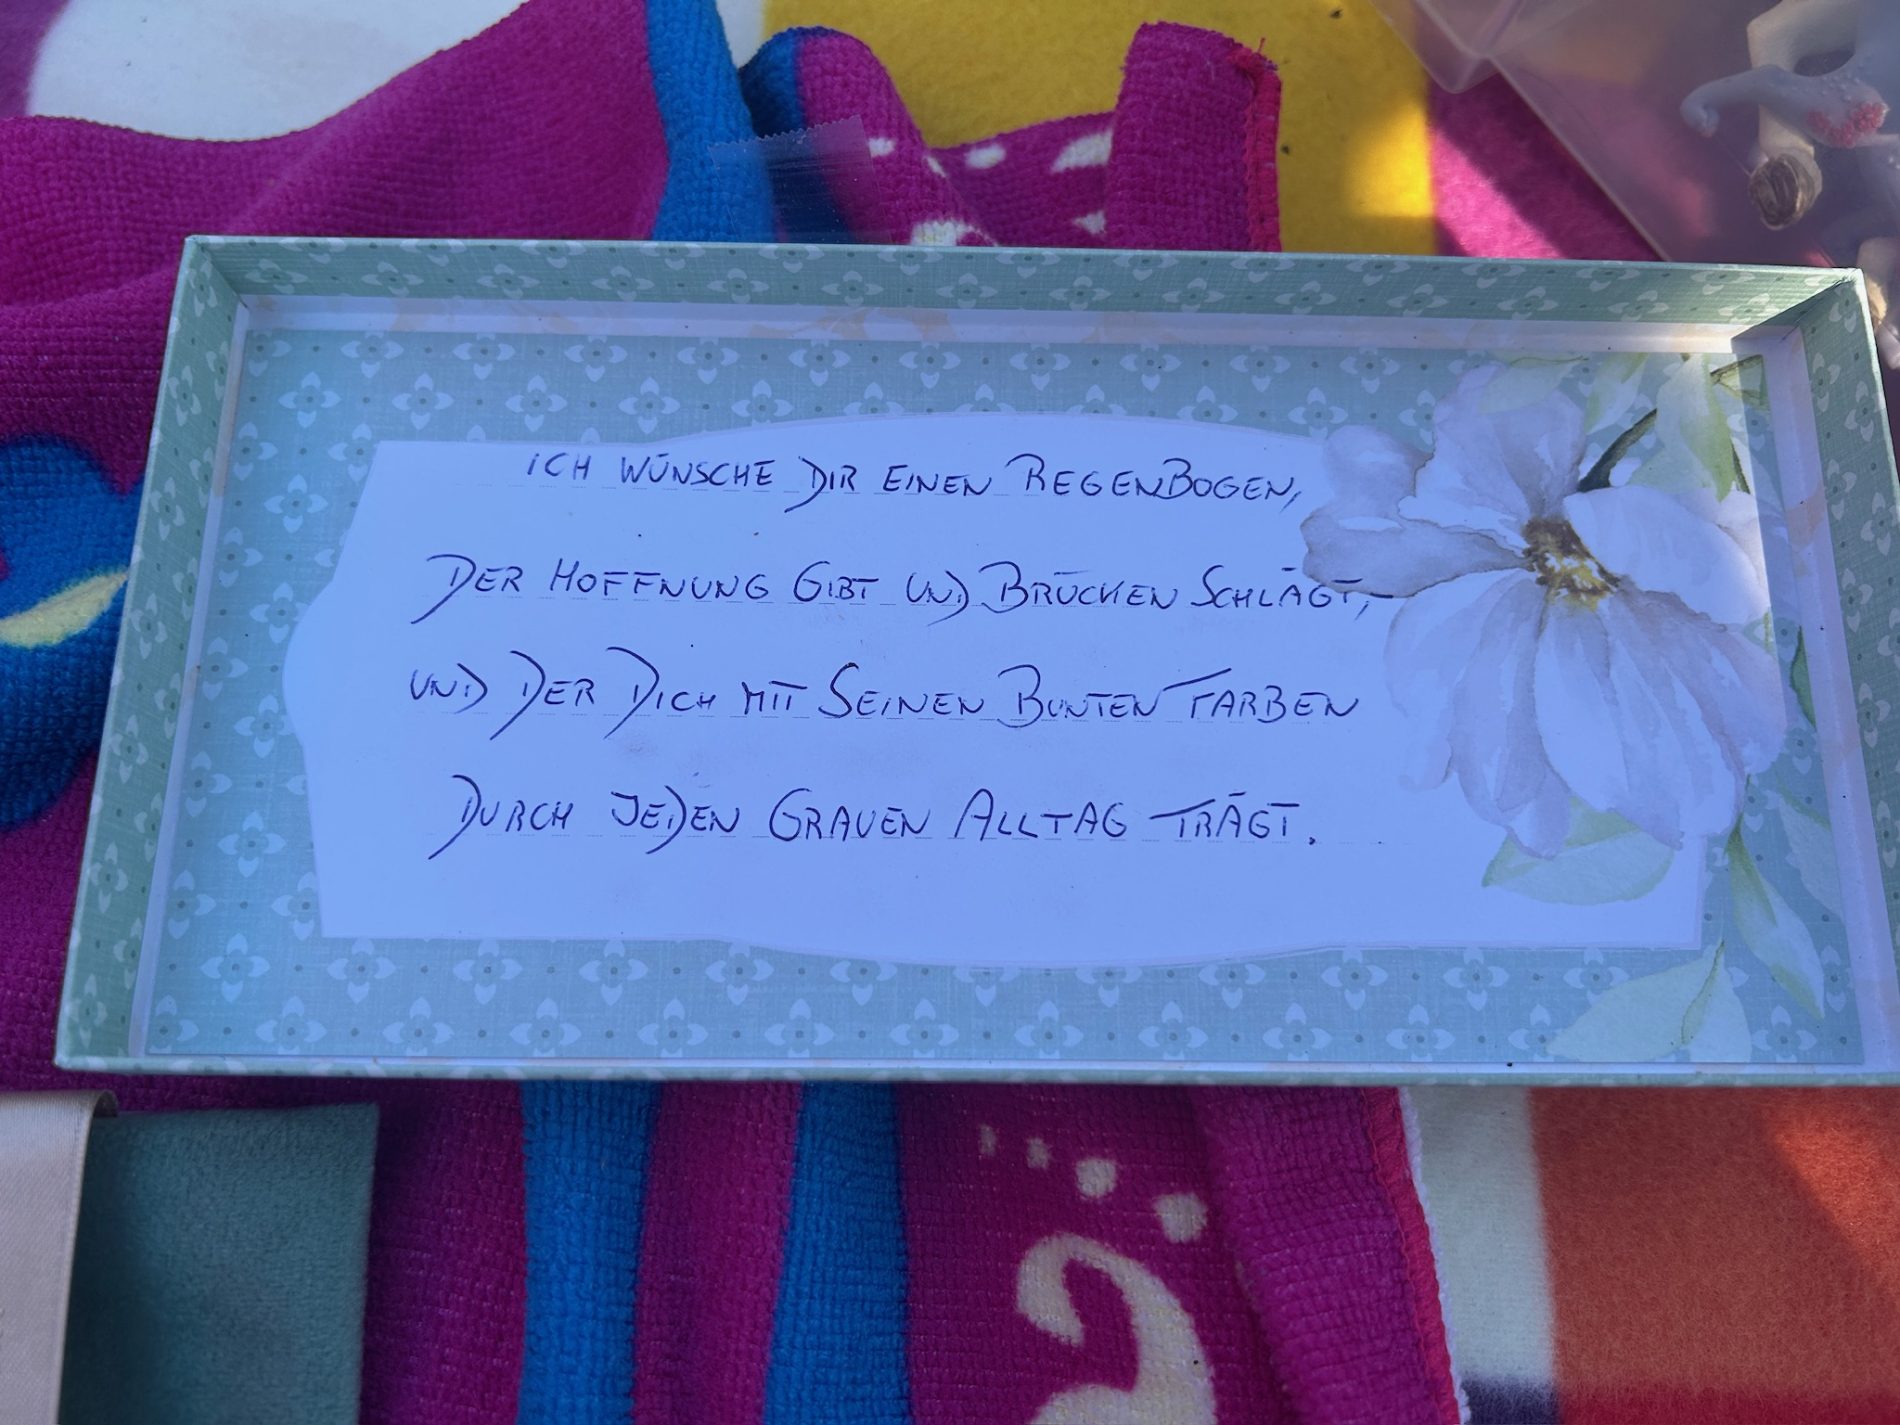 ICH WÜNSCHE DIR EINEN REGENBOGEN,
DER HOFFNUNG GIBT UND BRÜCKEN SCHLÄGT,
UND DER DICH MIT SEINEN BUNTEN FARBEN
DURCH JEDEN GRAUEN ALLTAG TRÄGT.